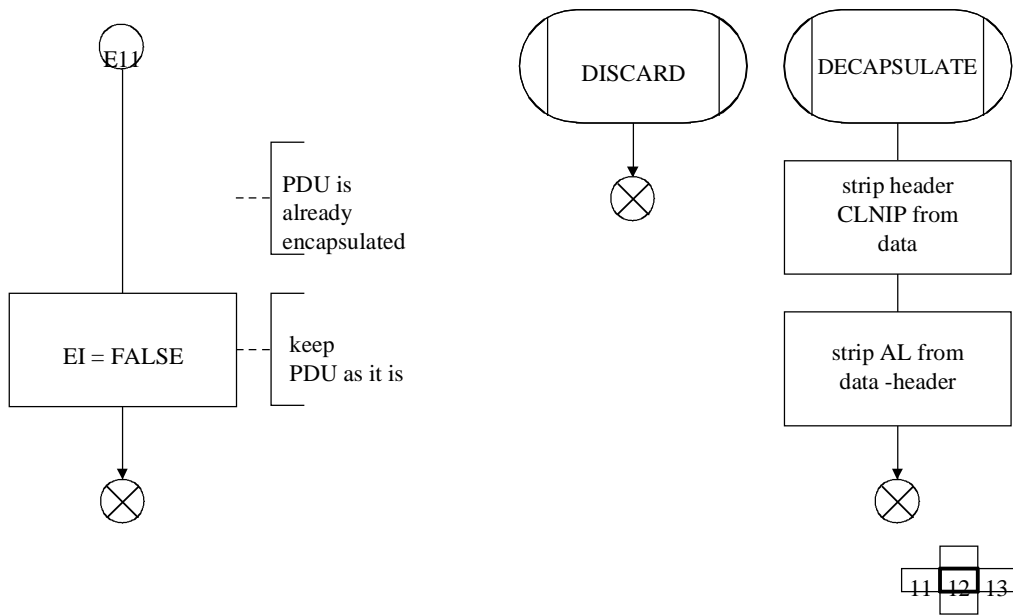 E11
PDU is
already
encapsulated
EI = FALSE
keep
PDU as it is
DISCARD
DECAPSULATE
strip header
CLNIP from
data
strip AL from
data -header
11 12 13